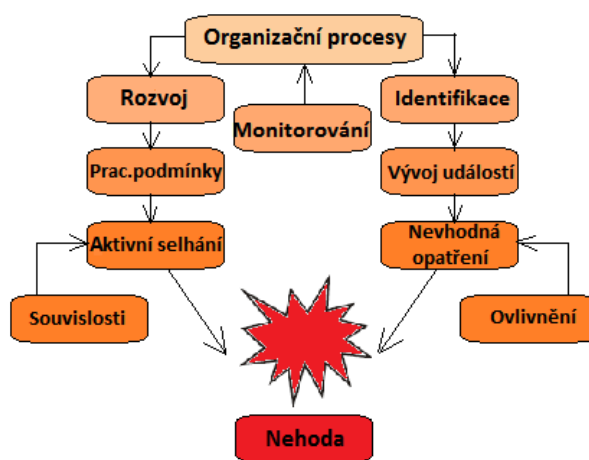 Organizační procesy
Rozvoj
Identifikace
Monitorování
Prac.podmínky
Vývoj událostí
Aktivní selhání
Nevhodná
opatření
Souvislosti
Ovlivnění
Nehoda